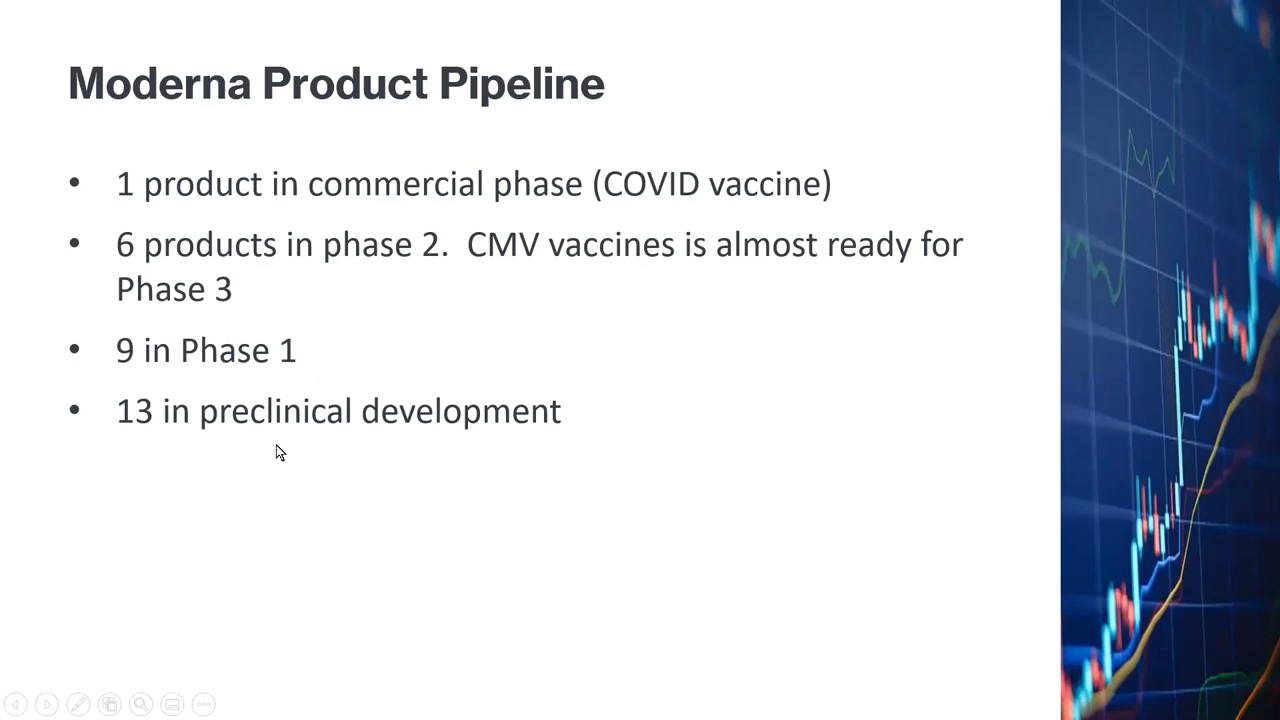 Moderna Product Pipeline
• 1 product in commercial phase (COVID vaccine)
• 6 products in phase 2.  CMV vaccines is almost ready for
Phase 3
• 9 in Phase 1
• 13 in preclinical development